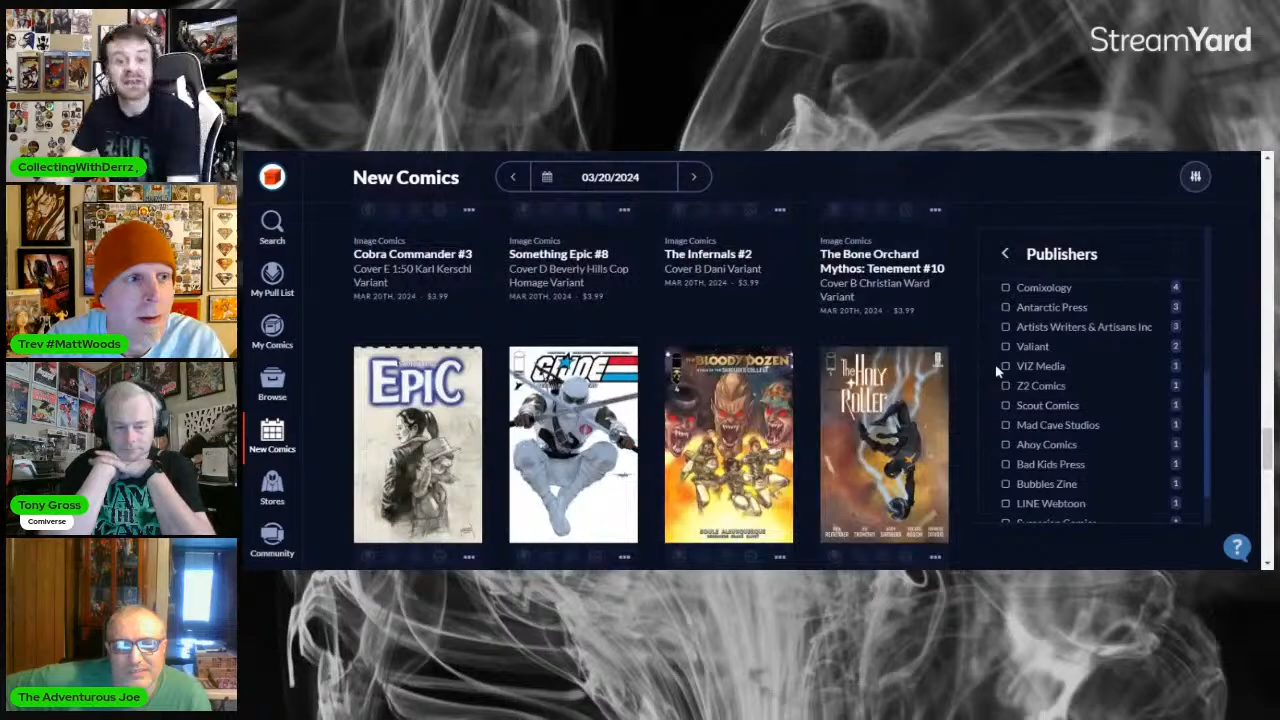 StreamYard
CollectingWithDerrz ,
Trev #MattWoods
Tony Gross
Comiverse
The Adventurous Joe
Search
My Pull List
My Comics
Browse
New Comics
Stores
Community
New Comics
03/20/2024
Image Comics
Cobra Commander #3
Cover E 1:50 Karl Kerschl
Variant
MAR 20TH, 2024 · $3.99
Image Comics
Something Epic #8
Cover D Beverly Hills Cop
Homage Variant
MAR 20TH, 2024 · $3.99
Image Comics
The Infernals #2
Cover B Dani Variant
MAR 20TH, 2024 · $3.99
Image Comics
The Bone Orchard
Mythos: Tenement #10
Cover B Christian Ward
Variant
MAR 20TH, 2024 · $3.99
EPIC
G.I. JOE
THE BLOODY DOZEN
THE HOLY
ROLLER
Publishers
Comixology 4
Antarctic Press 3
Artists Writers & Artisans Inc 3
Valiant 2
VIZ Media
Z2 Comics 1
Scout Comics 1
Mad Cave Studios 1
Ahoy Comics 1
Bad Kids Press 1
Bubbles Zine 1
LINE Webtoon 1
?